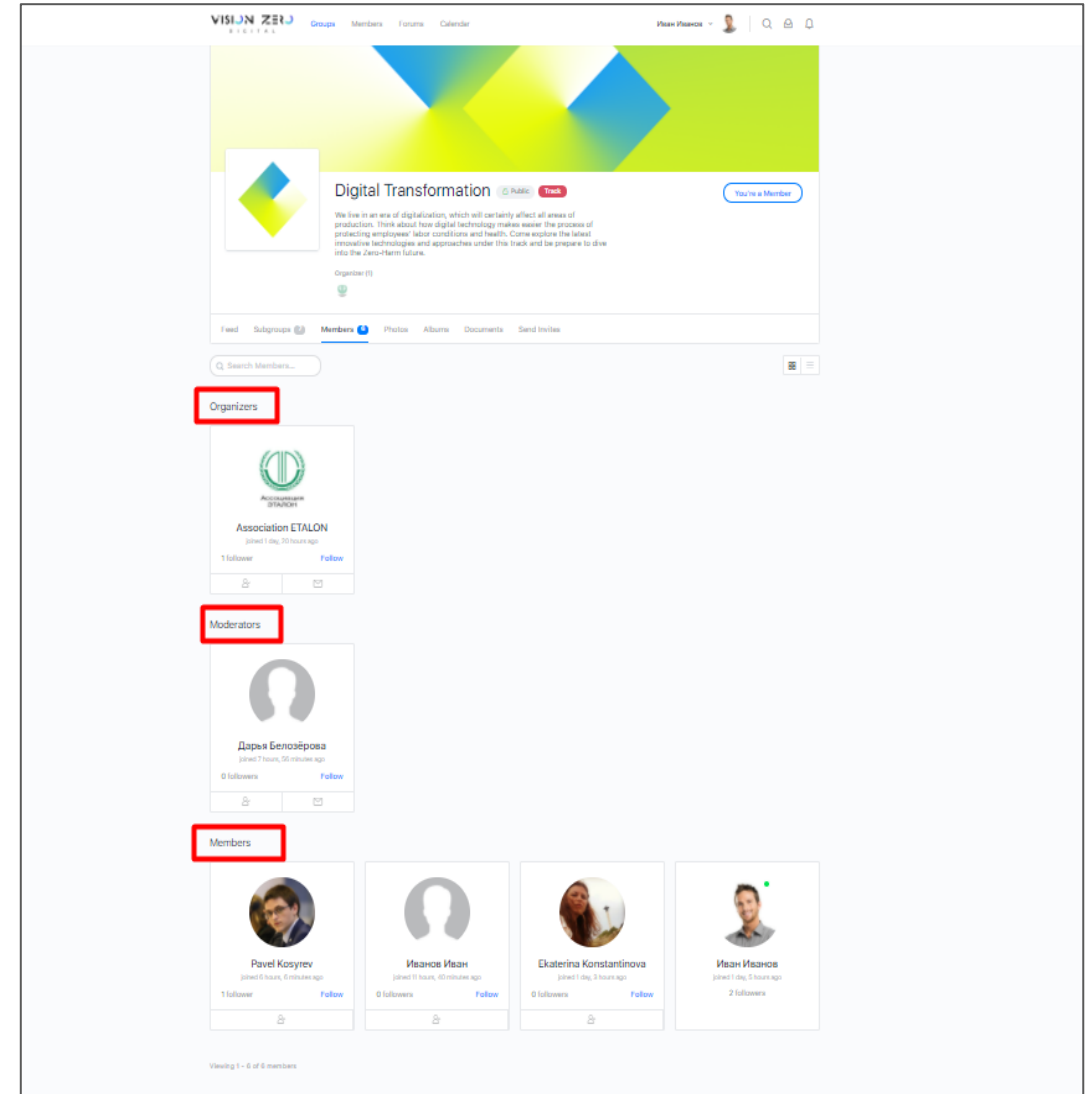 VISION ZERO
DIGITAL
Groups Members Forums Calendar
Иван Иванов
Digital Transformation Public Track
You're a Member
We live in an era of digitalization, which will certainly affect all areas of
production. Think about how digital technology makes easier the process of
protecting employees' labor conditions and health. Come explore the latest
innovative technologies and approaches under this track and be prepare to dive
into the Zero-Harm future.
Organizer (1)
Feed Subgroups Members Photos Albums Documents Send Invites
Search Members...
Organizers
Ассоциация
ЭТАЛОН
Association ETALON
joined 1 day, 20 hours ago
1 follower Follow
Moderators
Дарья Белозёрова
joined 7 hours, 56 minutes ago
0 followers Follow
Members
Pavel Kosyrev Иванов Иван Ekaterina Konstantinova Иван Иванов
joined 6 hours, 6 minutes ago joined 11 hours, 40 minutes ago joined 1 day, 3 hours ago joined 1 day, 5 hours ago
1 follower Follow 0 followers Follow 0 followers Follow 2 followers
Viewing 1 - 6 of 6 members